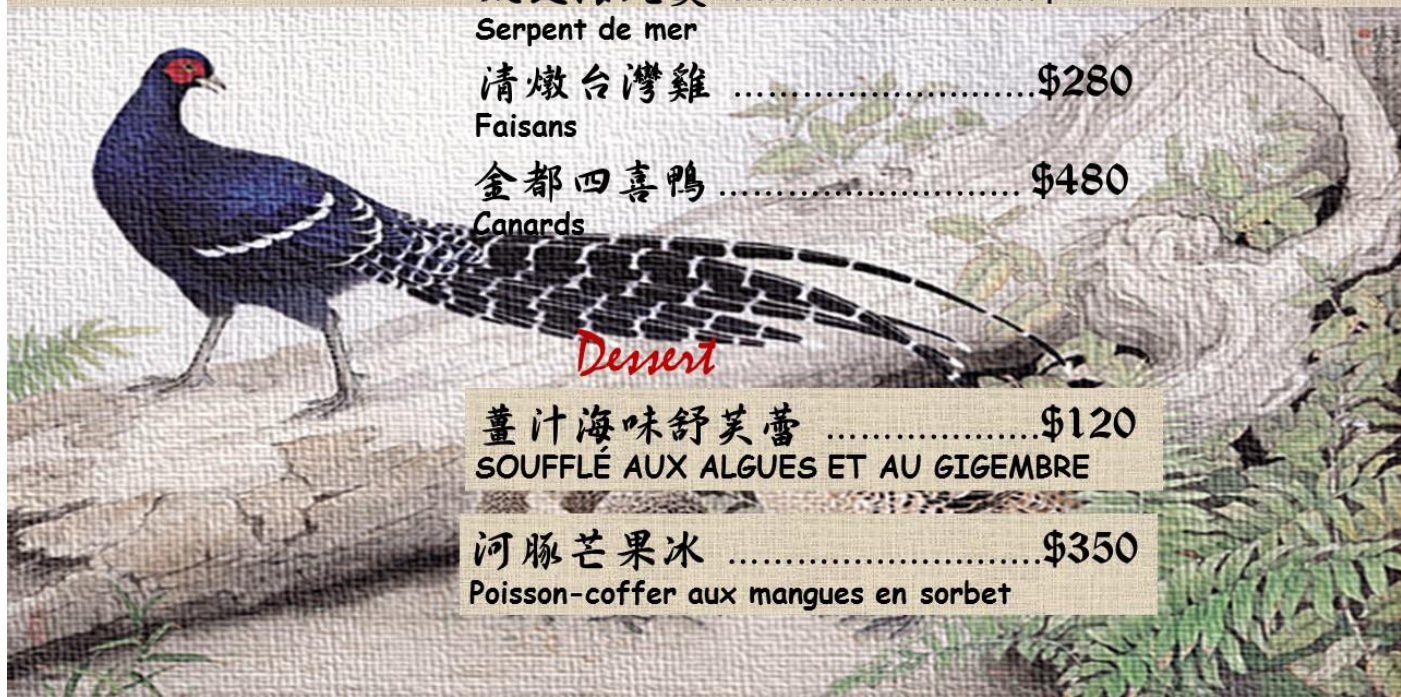 Serpent de mer
清燉台灣雞 ............................$280
Faisans
金都四喜鴨 ............................ $480
Canards
Dessert
薑汁海味舒芙蕾 ....................$120
SOUFFLÉ AUX ALGUES ET AU GIGEMBRE
河豚芒果冰 .............................$350
Poisson-coffer aux mangues en sorbet